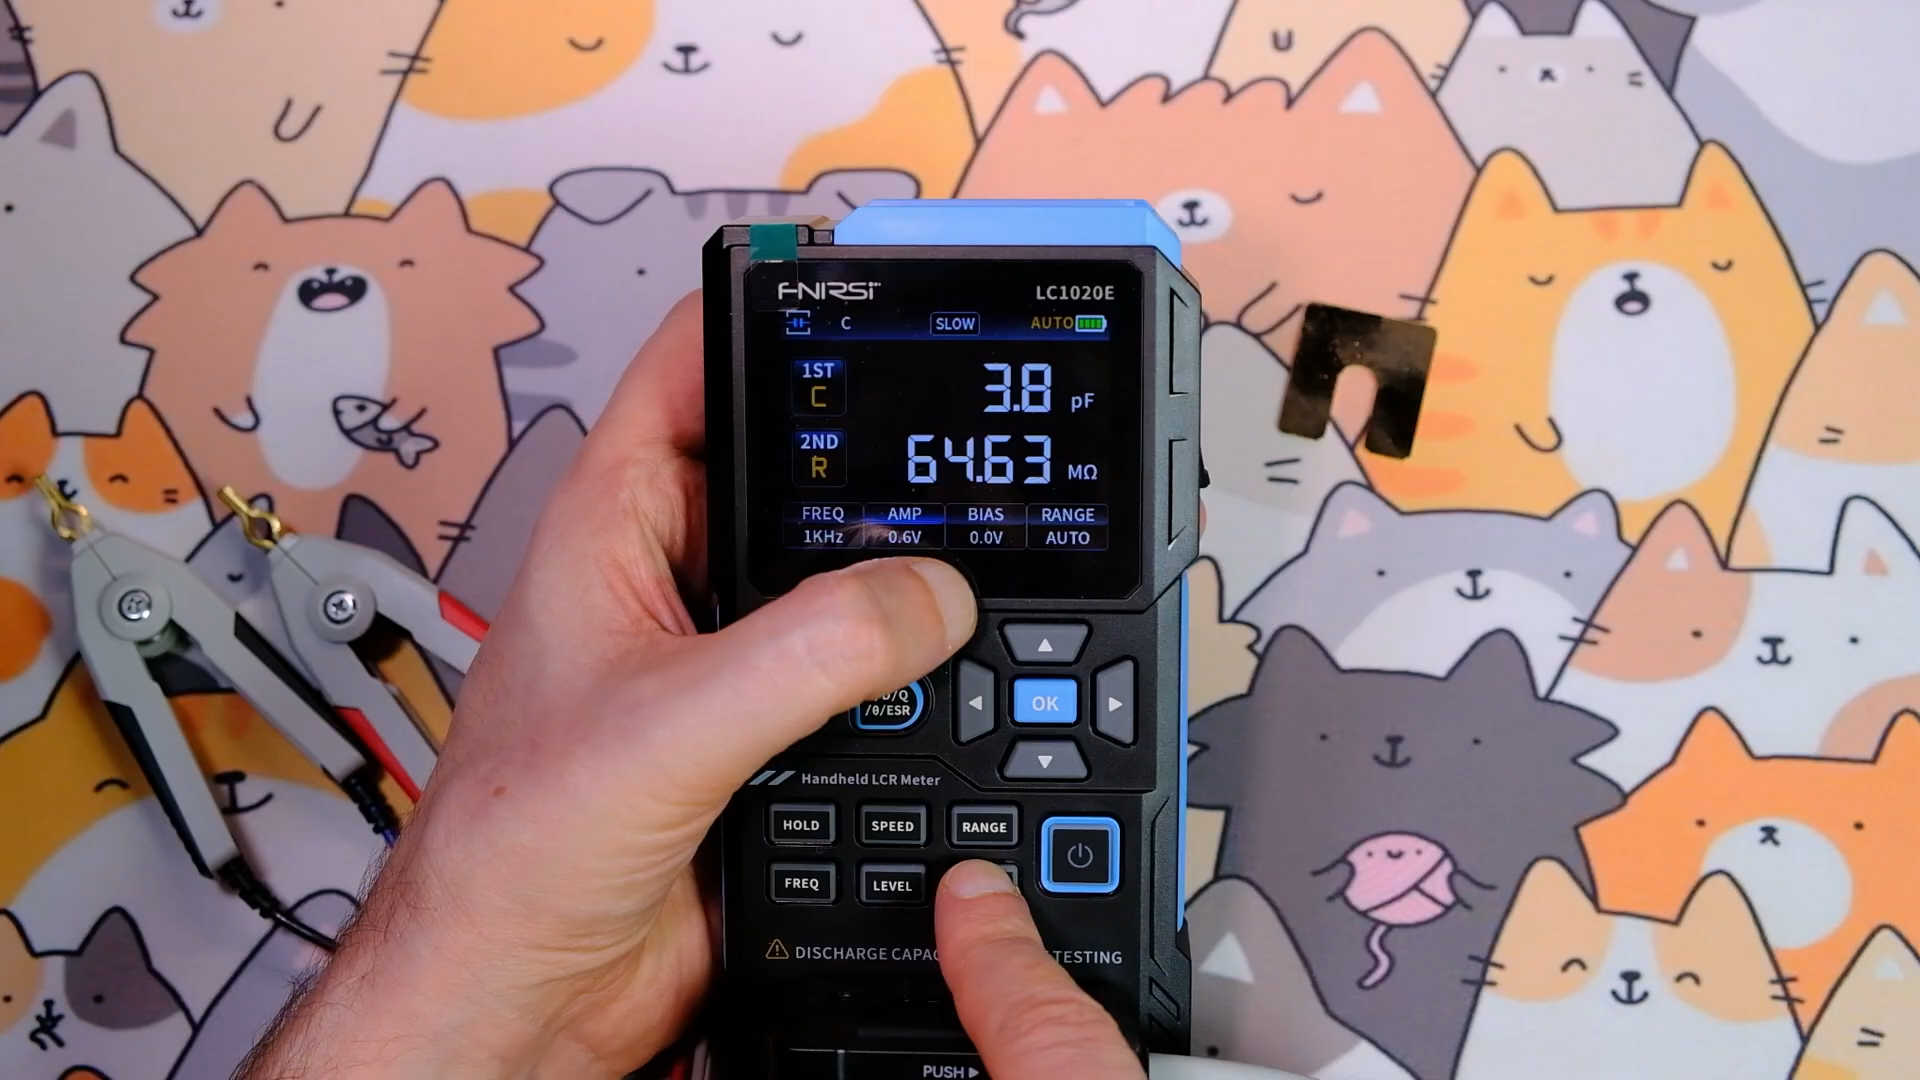 FNIRSI LC1020E
C SLOW AUTO
1ST C 3.8 pF
2ND R 64.63 MΩ
FREQ AMP BIAS RANGE
1KHz 0.6V 0.0V AUTO
/θ/ESR
OK
Handheld LCR Meter
HOLD SPEED RANGE
FREQ LEVEL
DISCHARGE TESTING
PUSH